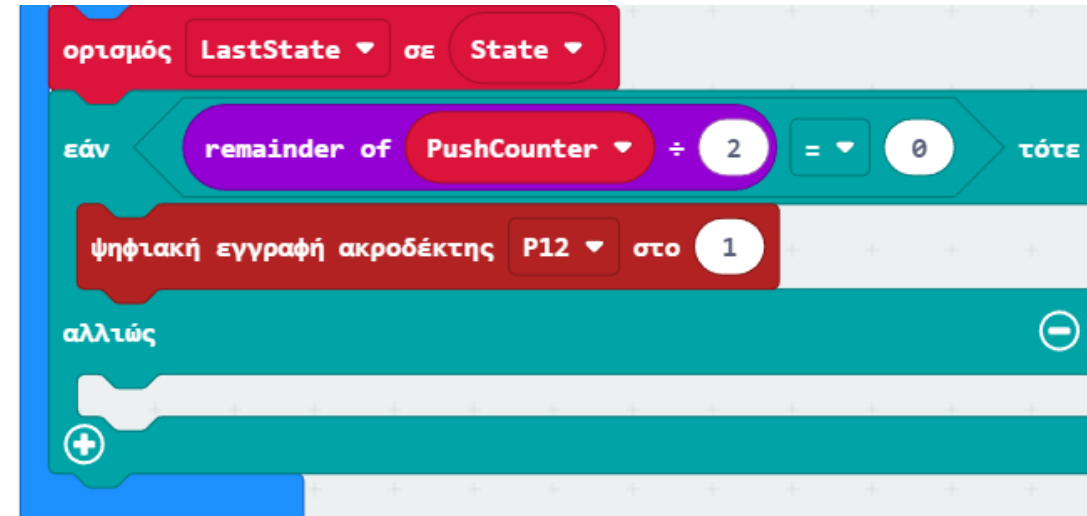 ορισμός LastState σε State
εάν remainder of PushCounter ÷ 2 = 0 τότε
ψηφιακή εγγραφή ακροδέκτης P12 στο 1
αλλιώς